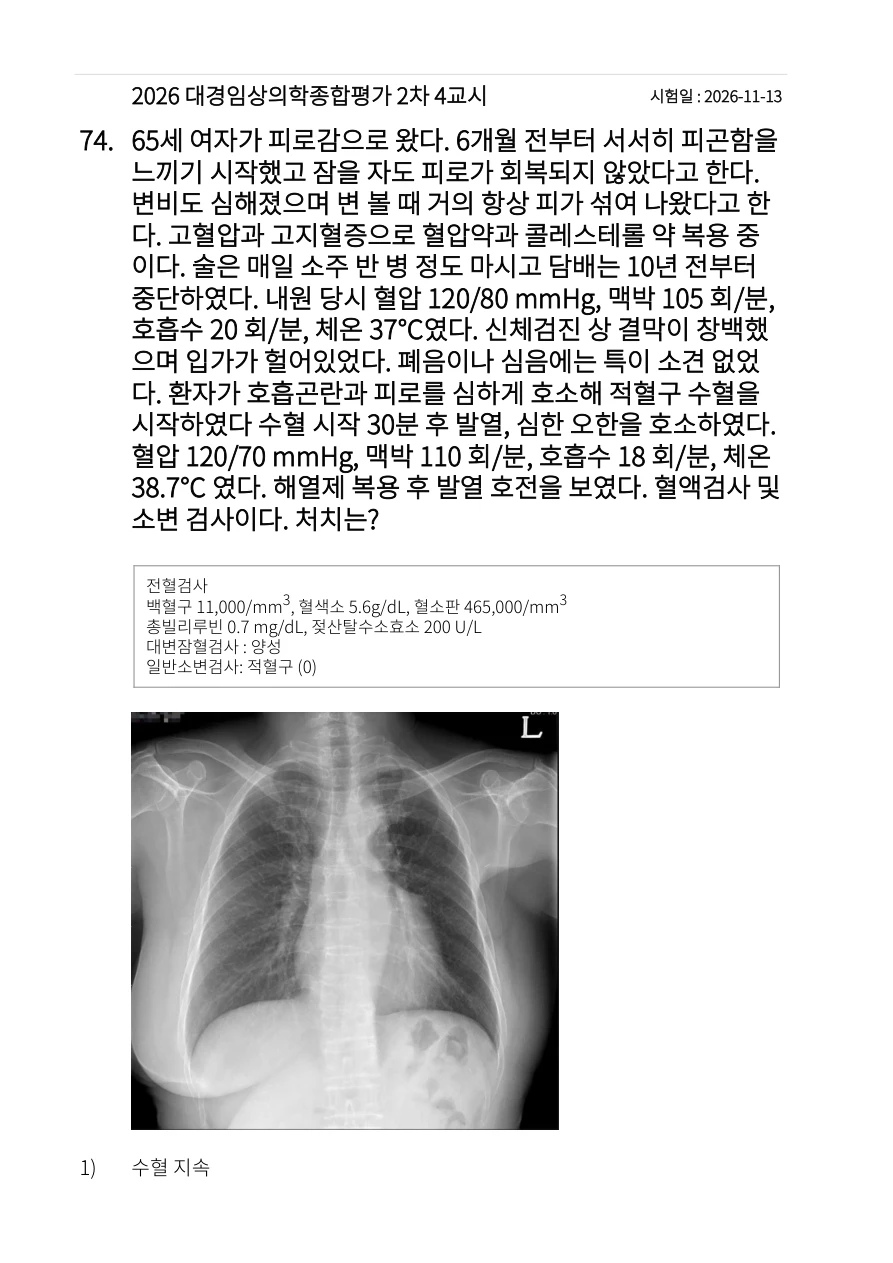 2026 대경임상의학종합평가 2차 4교시
시험일 : 2026-11-13
74. 65세 여자가 피로감으로 왔다. 6개월 전부터 서서히 피곤함을
느끼기 시작했고 잠을 자도 피로가 회복되지 않았다고 한다.
변비도 심해졌으며 변 볼 때 거의 항상 피가 섞여 나왔다고 한
다. 고혈압과 고지혈증으로 혈압약과 콜레스테롤 약 복용 중
이다. 술은 매일 소주 반 병 정도 마시고 담배는 10년 전부터
중단하였다. 내원 당시 혈압 120/80 mmHg, 맥박 105 회/분,
호흡수 20 회/분, 체온 37℃였다. 신체검진 상 결막이 창백했
으며 입가가 헐어있었다. 폐음이나 심음에는 특이 소견 없었
다. 환자가 호흡곤란과 피로를 심하게 호소해 적혈구 수혈을
시작하였다 수혈 시작 30분 후 발열, 심한 오한을 호소하였다.
혈압 120/70 mmHg, 맥박 110 회/분, 호흡수 18 회/분, 체온
38.7℃ 였다. 해열제 복용 후 발열 호전을 보였다. 혈액검사 및
소변 검사이다. 처치는?
전혈검사
백혈구 11,000/mm³, 혈색소 5.6g/dL, 혈소판 465,000/mm³
총빌리루빈 0.7 mg/dL, 젖산탈수소효소 200 U/L
대변잠혈검사 : 양성
일반소변검사: 적혈구 (0)
L
1) 수혈 지속